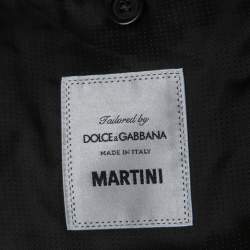 Tailored by
DOLCE & GABBANA
MADE IN ITALY
MARTINI